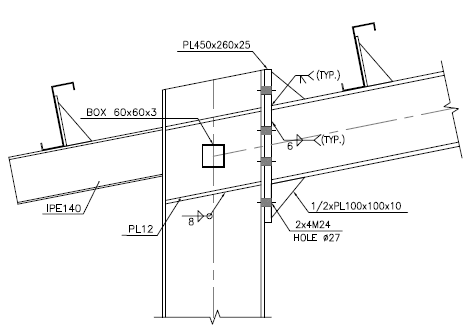 PL450x260x25
(TYP.)
BOX 60x60x3
6
(TYP.)
IPE140
PL12
8
1/2xPL100x100x10
2x4M24
HOLE ø27